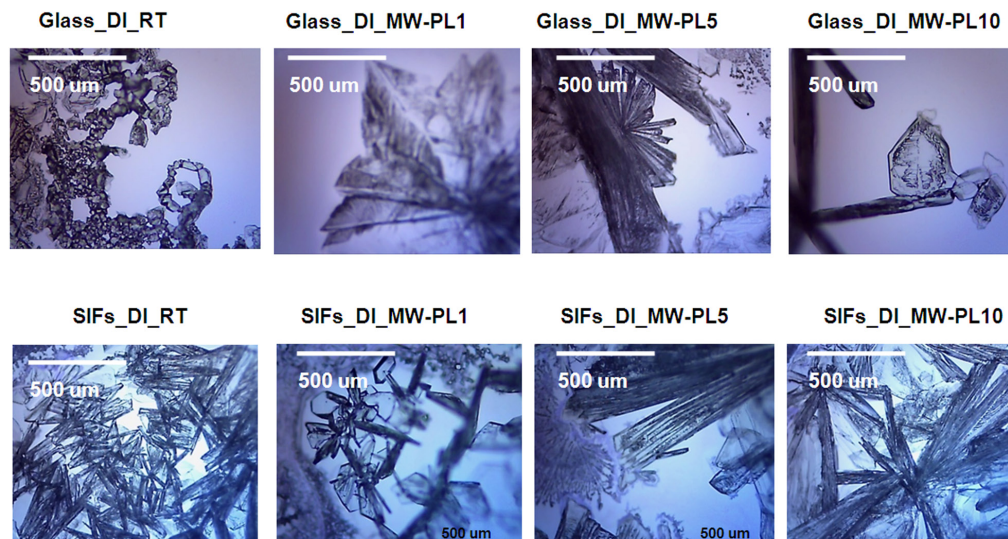 Glass_DI_RT
Glass_DI_MW-PL1
Glass_DI_MW-PL5
Glass_DI_MW-PL10
500 um
500 um
500 um
500 um
SIFs_DI_RT
SIFs_DI_MW-PL1
SIFs_DI_MW-PL5
SIFs_DI_MW-PL10
500 um
500 um
500 um
500 um
500 um
500 um